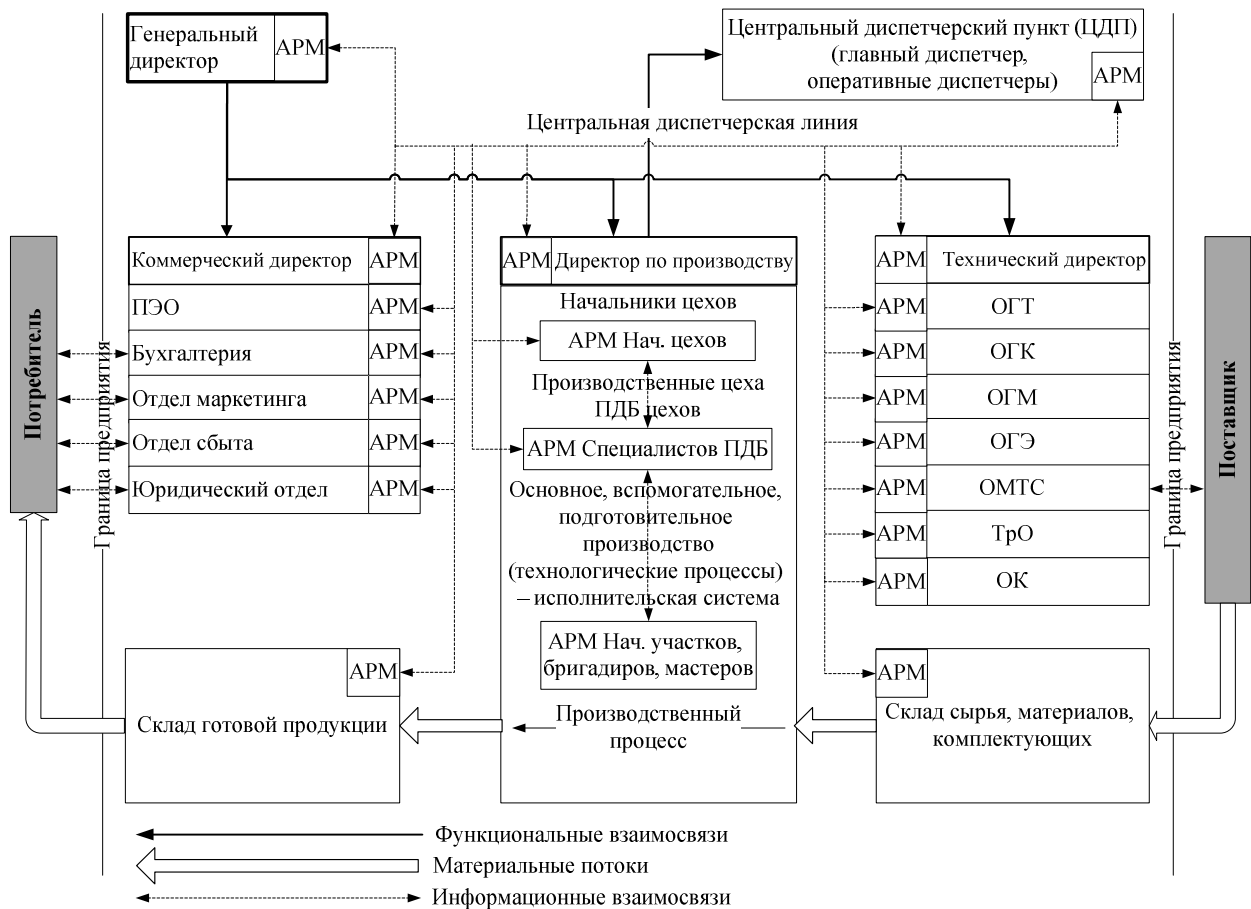 Генеральный
директор
АРМ
Центральный диспетчерский пункт (ЦДП)
(главный диспетчер,
оперативные диспетчеры)
АРМ
Центральная диспетчерская линия
Потребитель
Граница предприятия
Коммерческий директор АРМ
ПЭО АРМ
Бухгалтерия АРМ
Отдел маркетинга АРМ
Отдел сбыта АРМ
Юридический отдел АРМ
АРМ Директор по производству
Начальники цехов
АРМ Нач. цехов
Производственные цеха
ПДБ цехов
АРМ Специалистов ПДБ
Основное, вспомогательное,
подготовительное
производство
(технологические процессы)
– исполнительская система
АРМ Нач. участков,
бригадиров, мастеров
Производственный
процесс
АРМ Технический директор
АРМ ОГТ
АРМ ОГК
АРМ ОГМ
АРМ ОГЭ
АРМ ОМТС
АРМ ТрО
АРМ ОК
Граница предприятия
Поставщик
АРМ
Склад готовой продукции
АРМ
Склад сырья, материалов,
комплектующих
Функциональные взаимосвязи
Материальные потоки
Информационные взаимосвязи